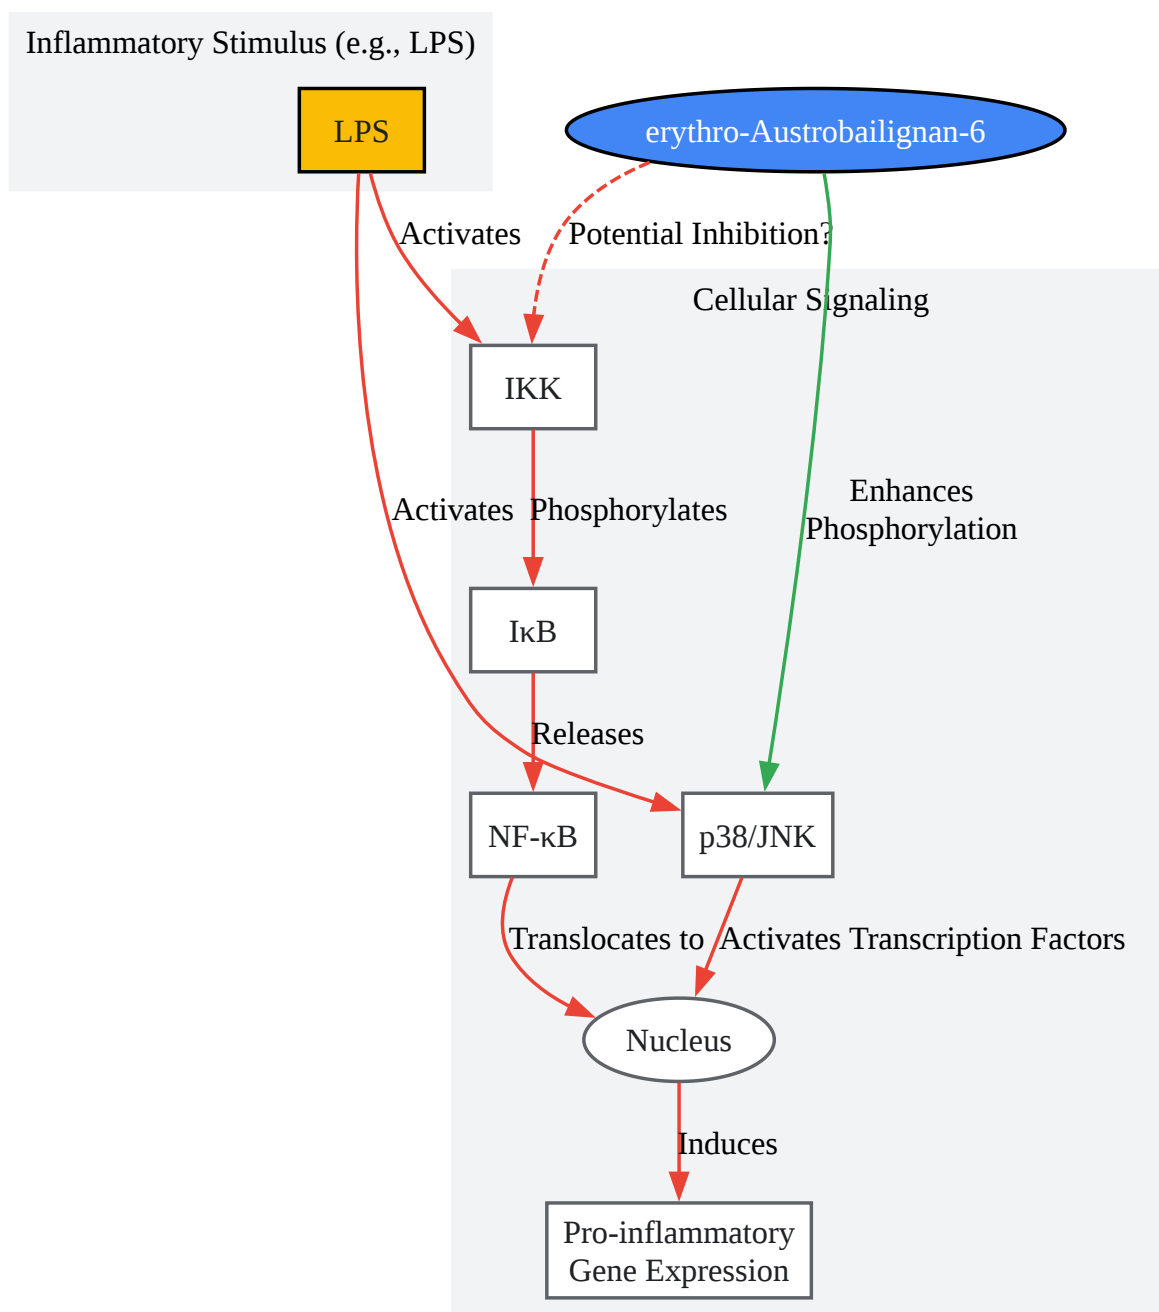 Inflammatory Stimulus (e.g., LPS)
LPS
erythro-Austrobailignan-6
Activates
Potential Inhibition?
Cellular Signaling
IKK
Activates
Phosphorylates
Enhances
Phosphorylation
IκB
Releases
NF-κB
p38/JNK
Translocates to
Activates Transcription Factors
Nucleus
Induces
Pro-inflammatory
Gene Expression